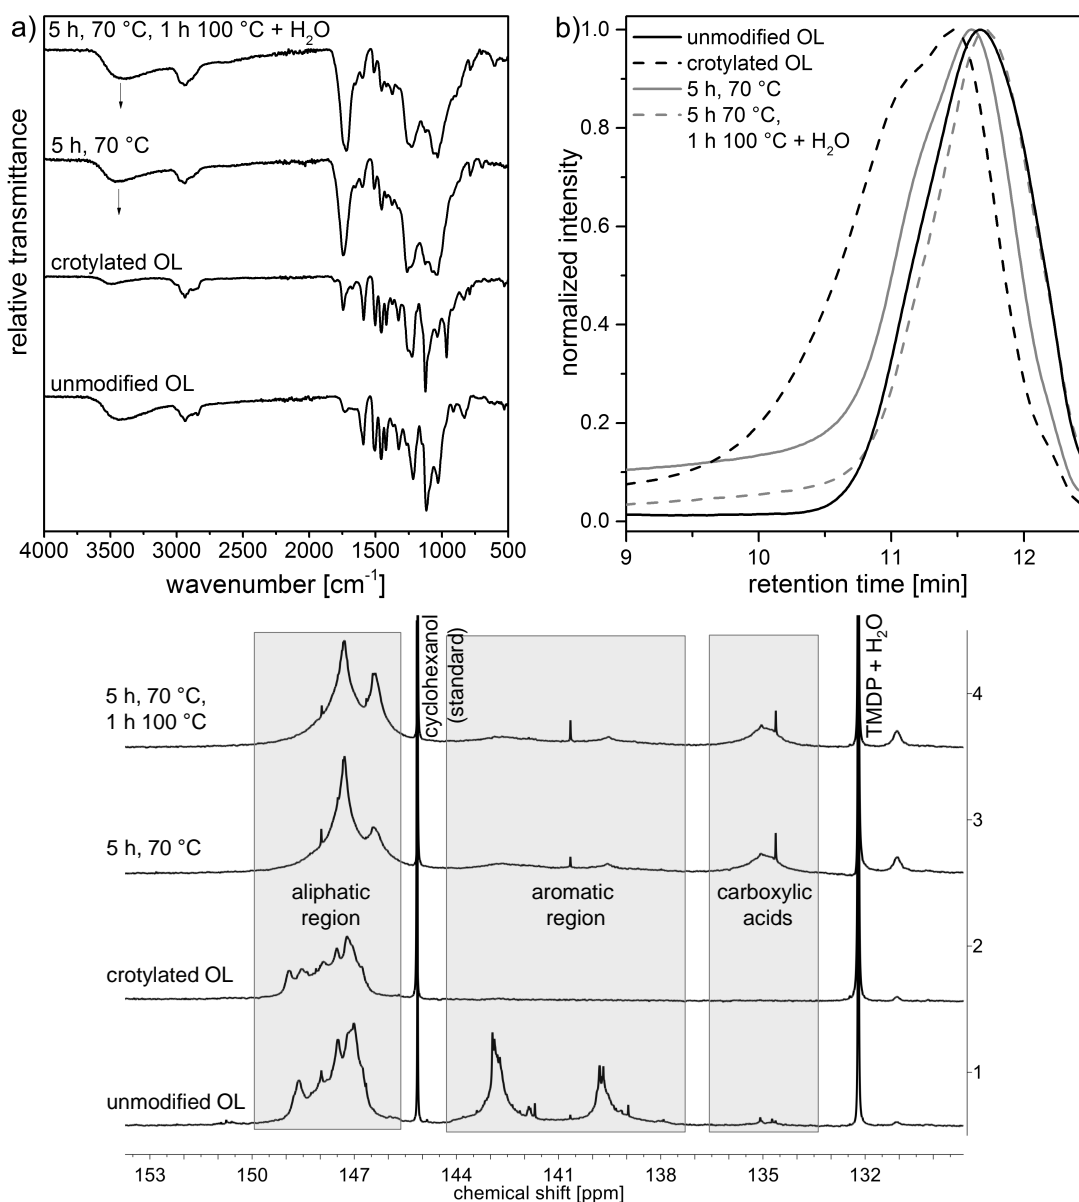 a)
5 h, 70 °C, 1 h 100 °C + H2O
5 h, 70 °C
crotylated OL
unmodified OL
relative transmittance
4000 3500 3000 2500 2000 1500 1000 500
wavenumber [cm-1]
b)
unmodified OL
crotylated OL
5 h, 70 °C
5 h 70 °C,
1 h 100 °C + H2O
1.0
0.8
0.6
0.4
0.2
0.0
normalized intensity
9 10 11 12
retention time [min]
5 h, 70 °C,
1 h 100 °C
5 h, 70 °C
crotylated OL
unmodified OL
aliphatic
region
cyclohexanol
(standard)
aromatic
region
carboxylic
acids
TMDP + H2O
4
3
2
1
153 150 147 144 141 138 135 132
chemical shift [ppm]